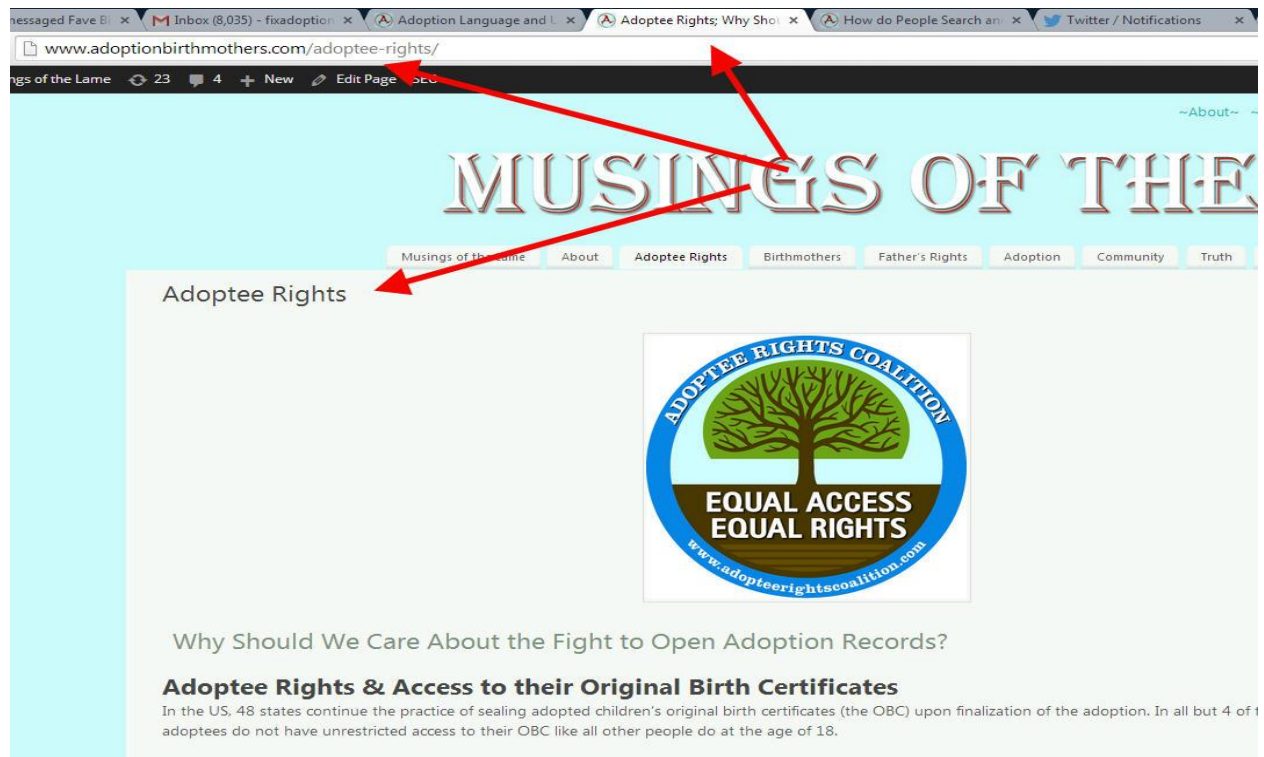 messaged Fave Bi Inbox (8,035) - fixadoption Adoption Language and L Adoptee Rights; Why Shou How do People Search an Twitter / Notifications
www.adoptionbirthmothers.com/adoptee-rights/
ngs of the Lame 23 4 + New Edit Page SEO
~About~ ~
MUSINGS OF THE
Musings of the Lame About Adoptee Rights Birthmothers Father's Rights Adoption Community Truth
Adoptee Rights
ADOPTEE RIGHTS COALITION
EQUAL ACCESS
EQUAL RIGHTS
www.adopteerightscoalition.com
Why Should We Care About the Fight to Open Adoption Records?
Adoptee Rights & Access to their Original Birth Certificates
In the US, 48 states continue the practice of sealing adopted children's original birth certificates (the OBC) upon finalization of the adoption. In all but 4 of
adoptees do not have unrestricted access to their OBC like all other people do at the age of 18.